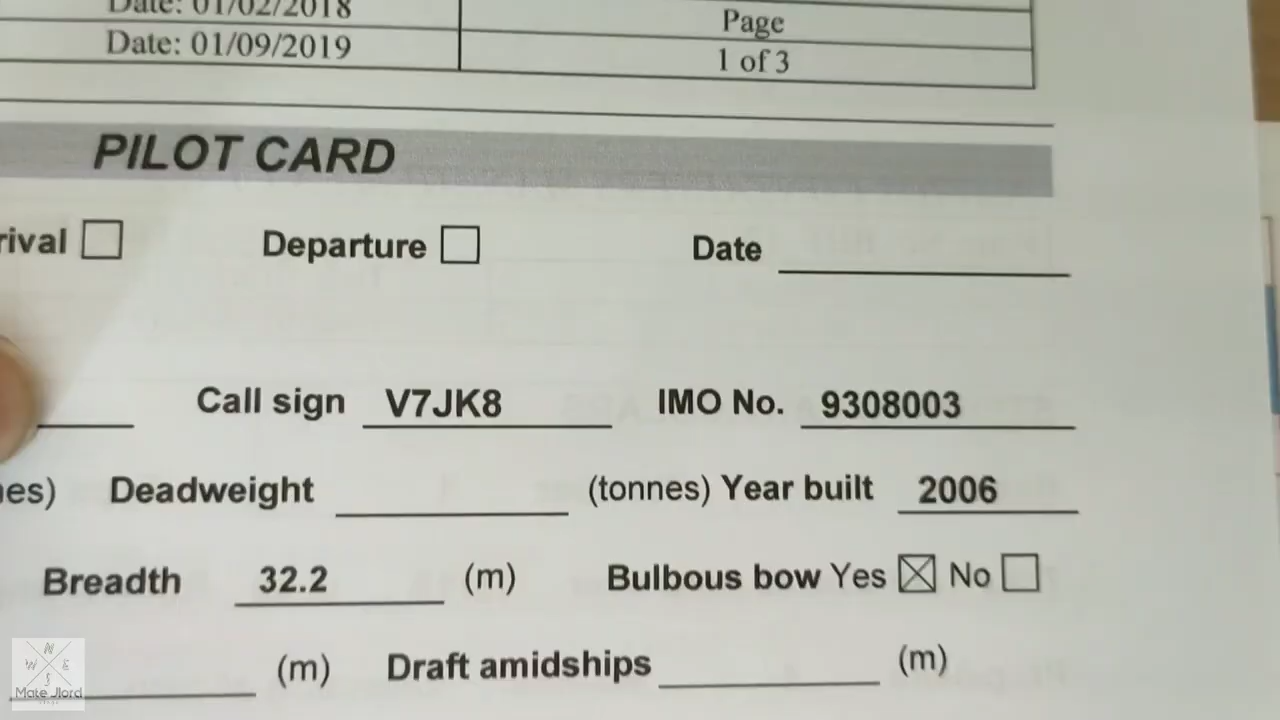 Date: 01/02/2018
Page
Date: 01/09/2019
1 of 3
PILOT CARD
rival Departure Date
Call sign V7JK8 IMO No. 9308003
es) Deadweight (tonnes) Year built 2006
Breadth 32.2 (m) Bulbous bow Yes No
(m) Draft amidships (m)
N
W E
S
Mate Jlord